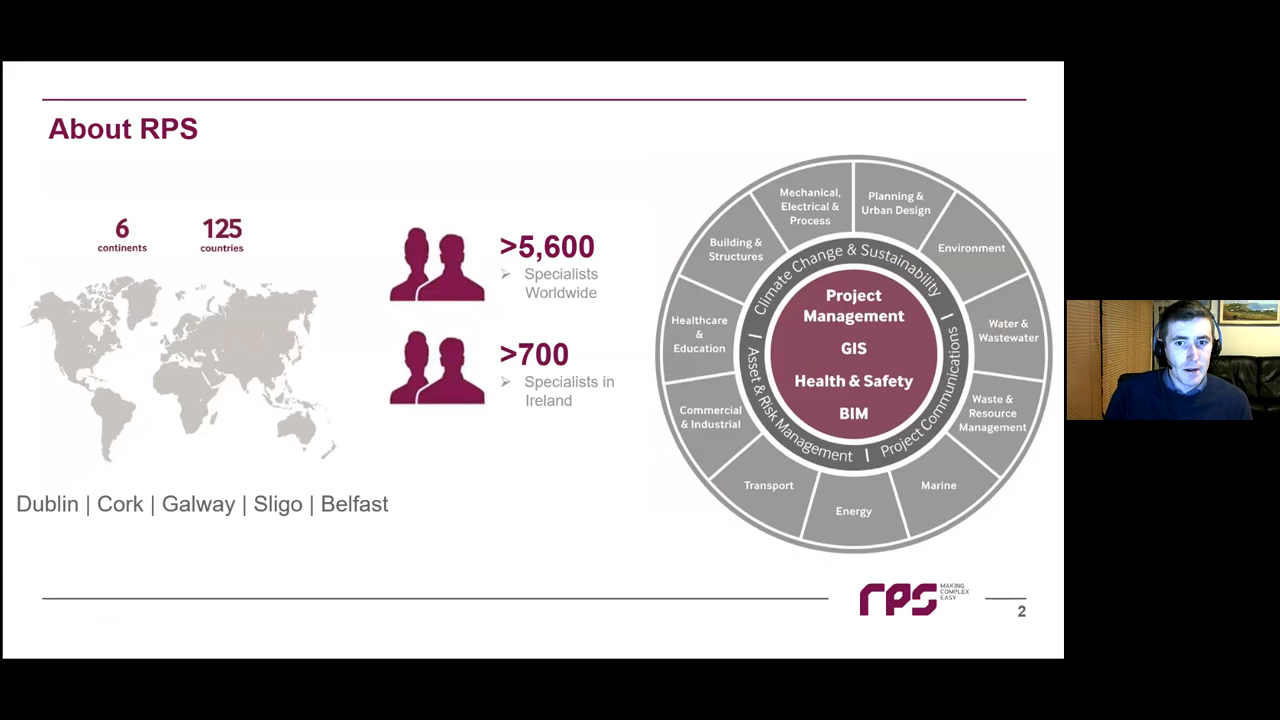 About RPS
6
continents
125
countries
>5,600
Specialists
Worldwide
>700
Specialists in
Ireland
Dublin | Cork | Galway | Sligo | Belfast
Mechanical,
Electrical &
Process
Planning &
Urban Design
Environment
Water &
Wastewater
Waste &
Resource
Management
Marine
Energy
Transport
Commercial
& Industrial
Healthcare
&
Education
Building &
Structures
Climate Change & Sustainability
Project Communications
Asset & Risk Management
Project
Management
GIS
Health & Safety
BIM
rps
MAKING
COMPLEX
EASY
2